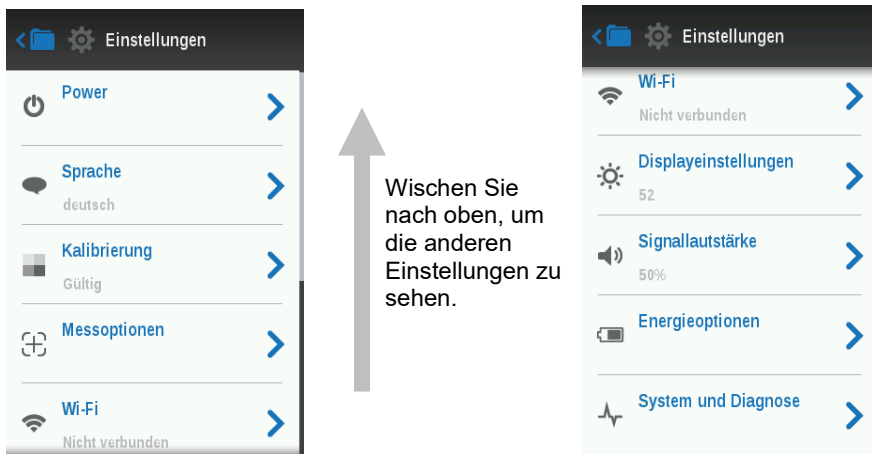 Einstellungen
Power
Sprache
deutsch
Kalibrierung
Gültig
Messoptionen
Wi-Fi
Nicht verbunden
Wischen Sie
nach oben, um
die anderen
Einstellungen zu
sehen.
Einstellungen
Wi-Fi
Nicht verbunden
Displayeinstellungen
52
Signallautstärke
50%
Energieoptionen
System und Diagnose